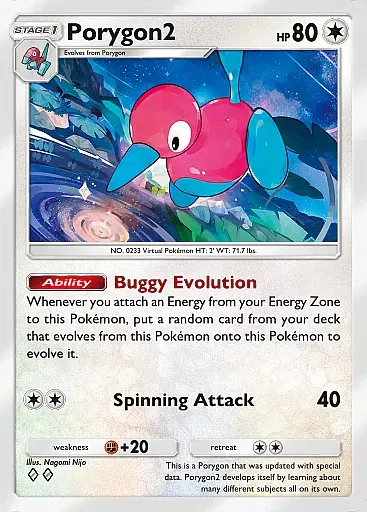 STAGE 1
Porygon2
HP 80
Evolves from Porygon
NO. 0233 Virtual Pokémon HT: 2' WT: 71.7 lbs.
Ability Buggy Evolution
Whenever you attach an Energy from your Energy Zone
to this Pokémon, put a random card from your deck
that evolves from this Pokémon onto this Pokémon to
evolve it.
Spinning Attack 40
weakness +20 retreat
Illus. Nagomi Nijo
This is a Porygon that was updated with special
data. Porygon2 develops itself by learning about
many different subjects all on its own.